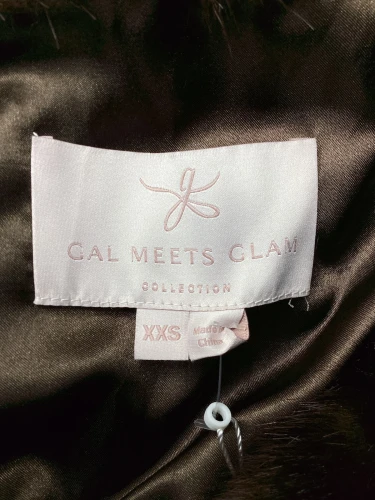 g
GAL MEETS GLAM
COLLECTION
XXS
Made in
China